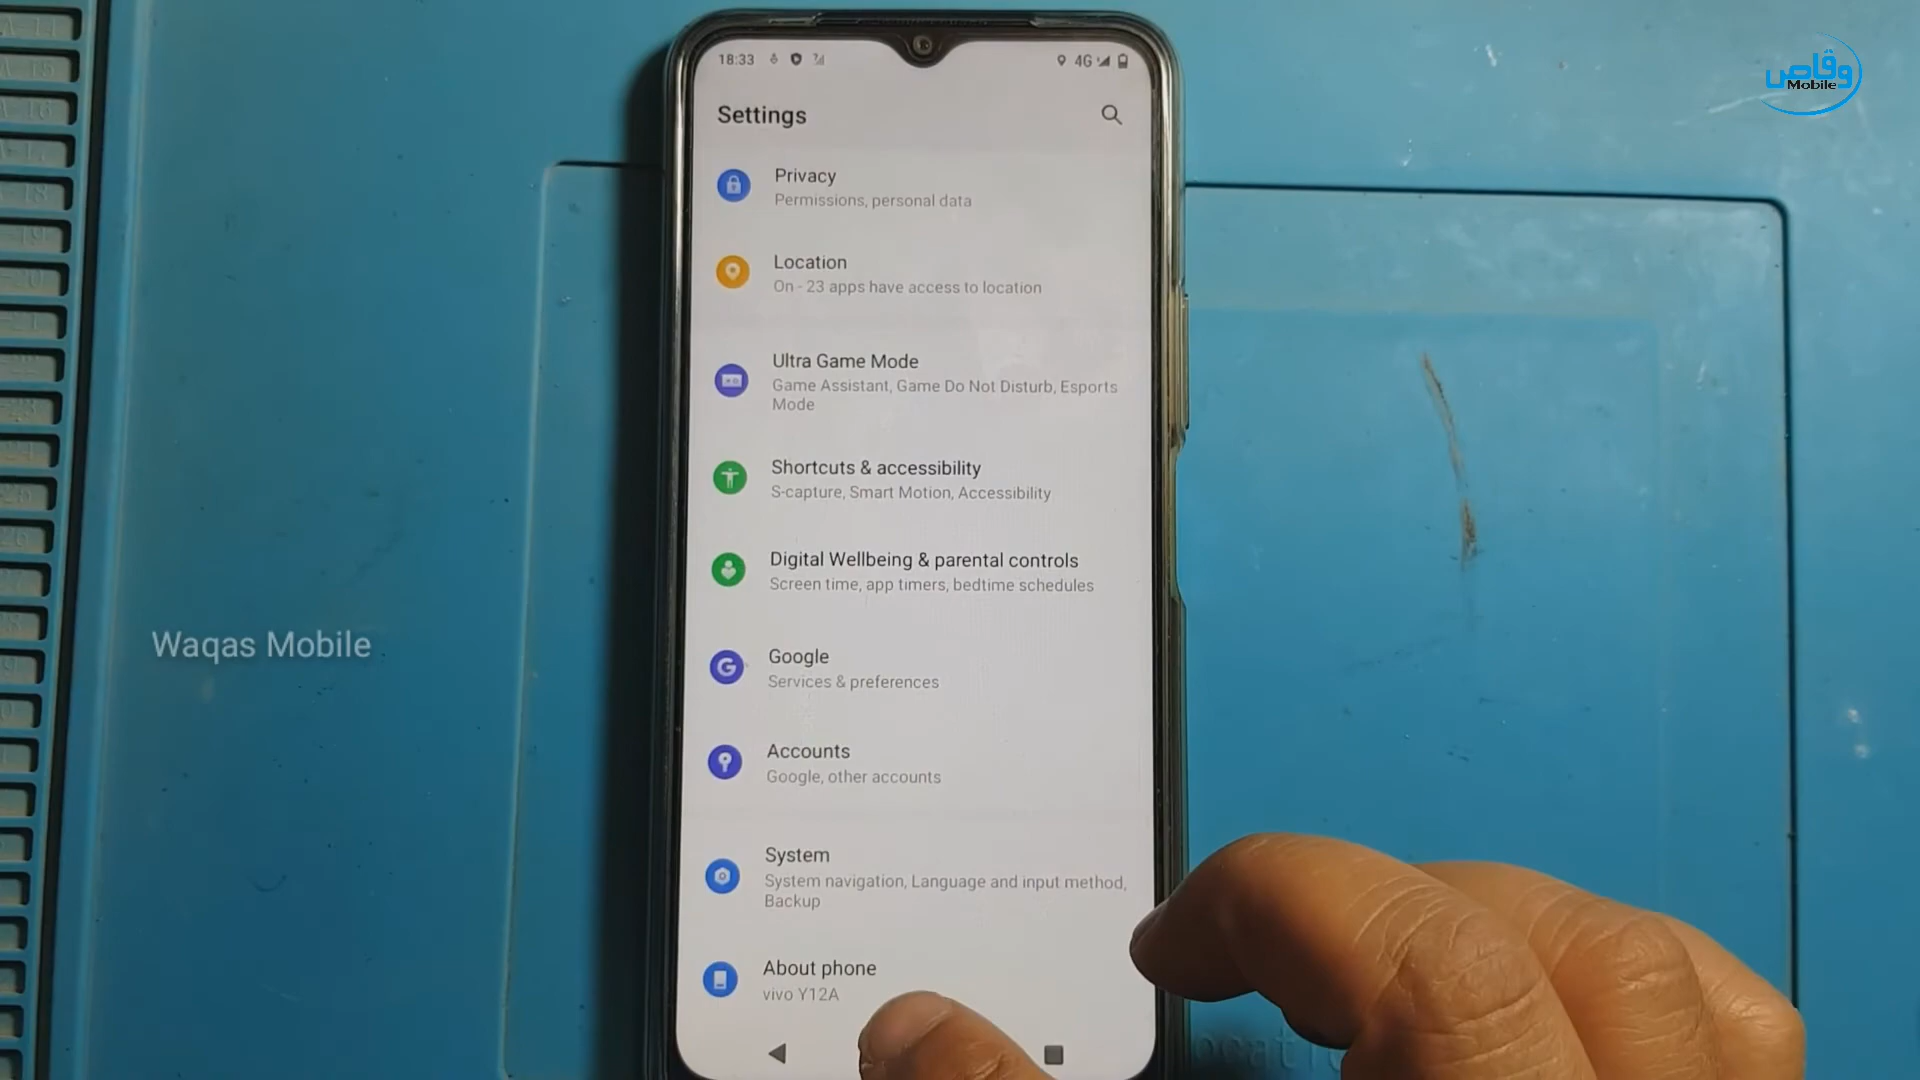 18:33
4G
وقاص
Mobile
Settings
Privacy
Permissions, personal data
Location
On - 23 apps have access to location
Ultra Game Mode
Game Assistant, Game Do Not Disturb, Esports
Mode
Shortcuts & accessibility
S-capture, Smart Motion, Accessibility
Digital Wellbeing & parental controls
Screen time, app timers, bedtime schedules
Waqas Mobile
Google
Services & preferences
Accounts
Google, other accounts
System
System navigation, Language and input method,
Backup
About phone
vivo Y12A